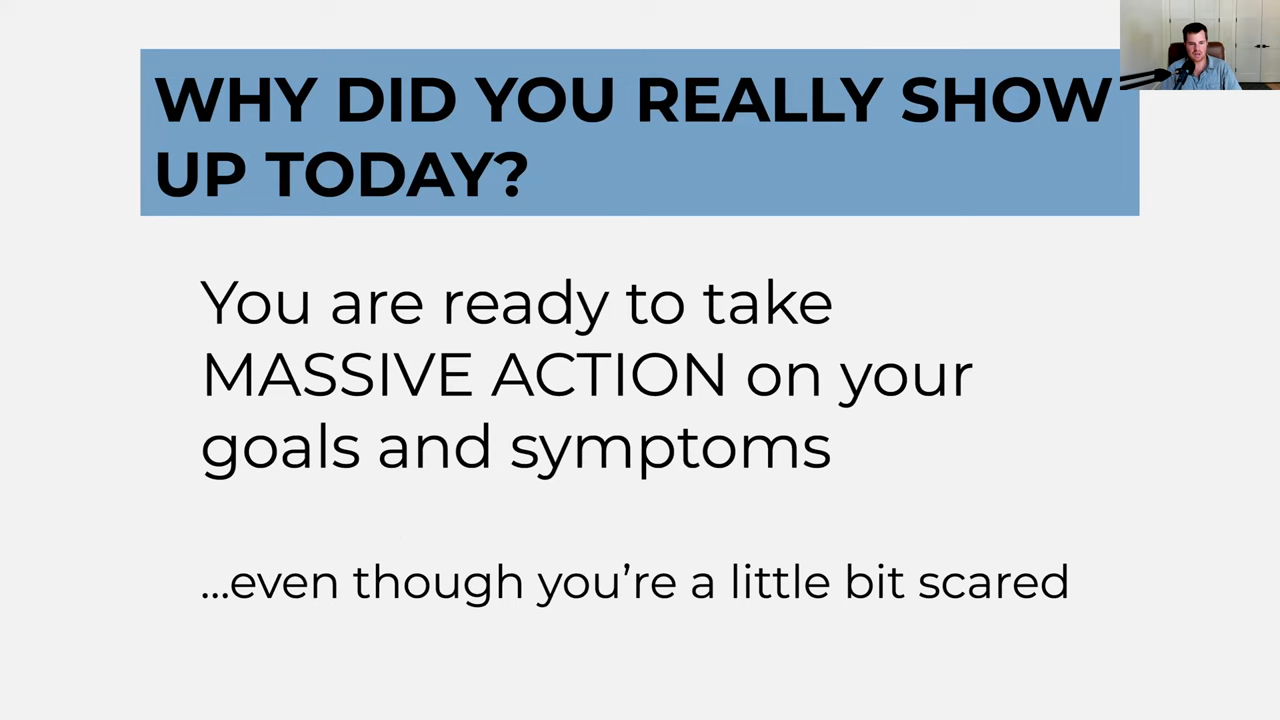 WHY DID YOU REALLY SHOW
UP TODAY?
You are ready to take
MASSIVE ACTION on your
goals and symptoms
...even though you’re a little bit scared